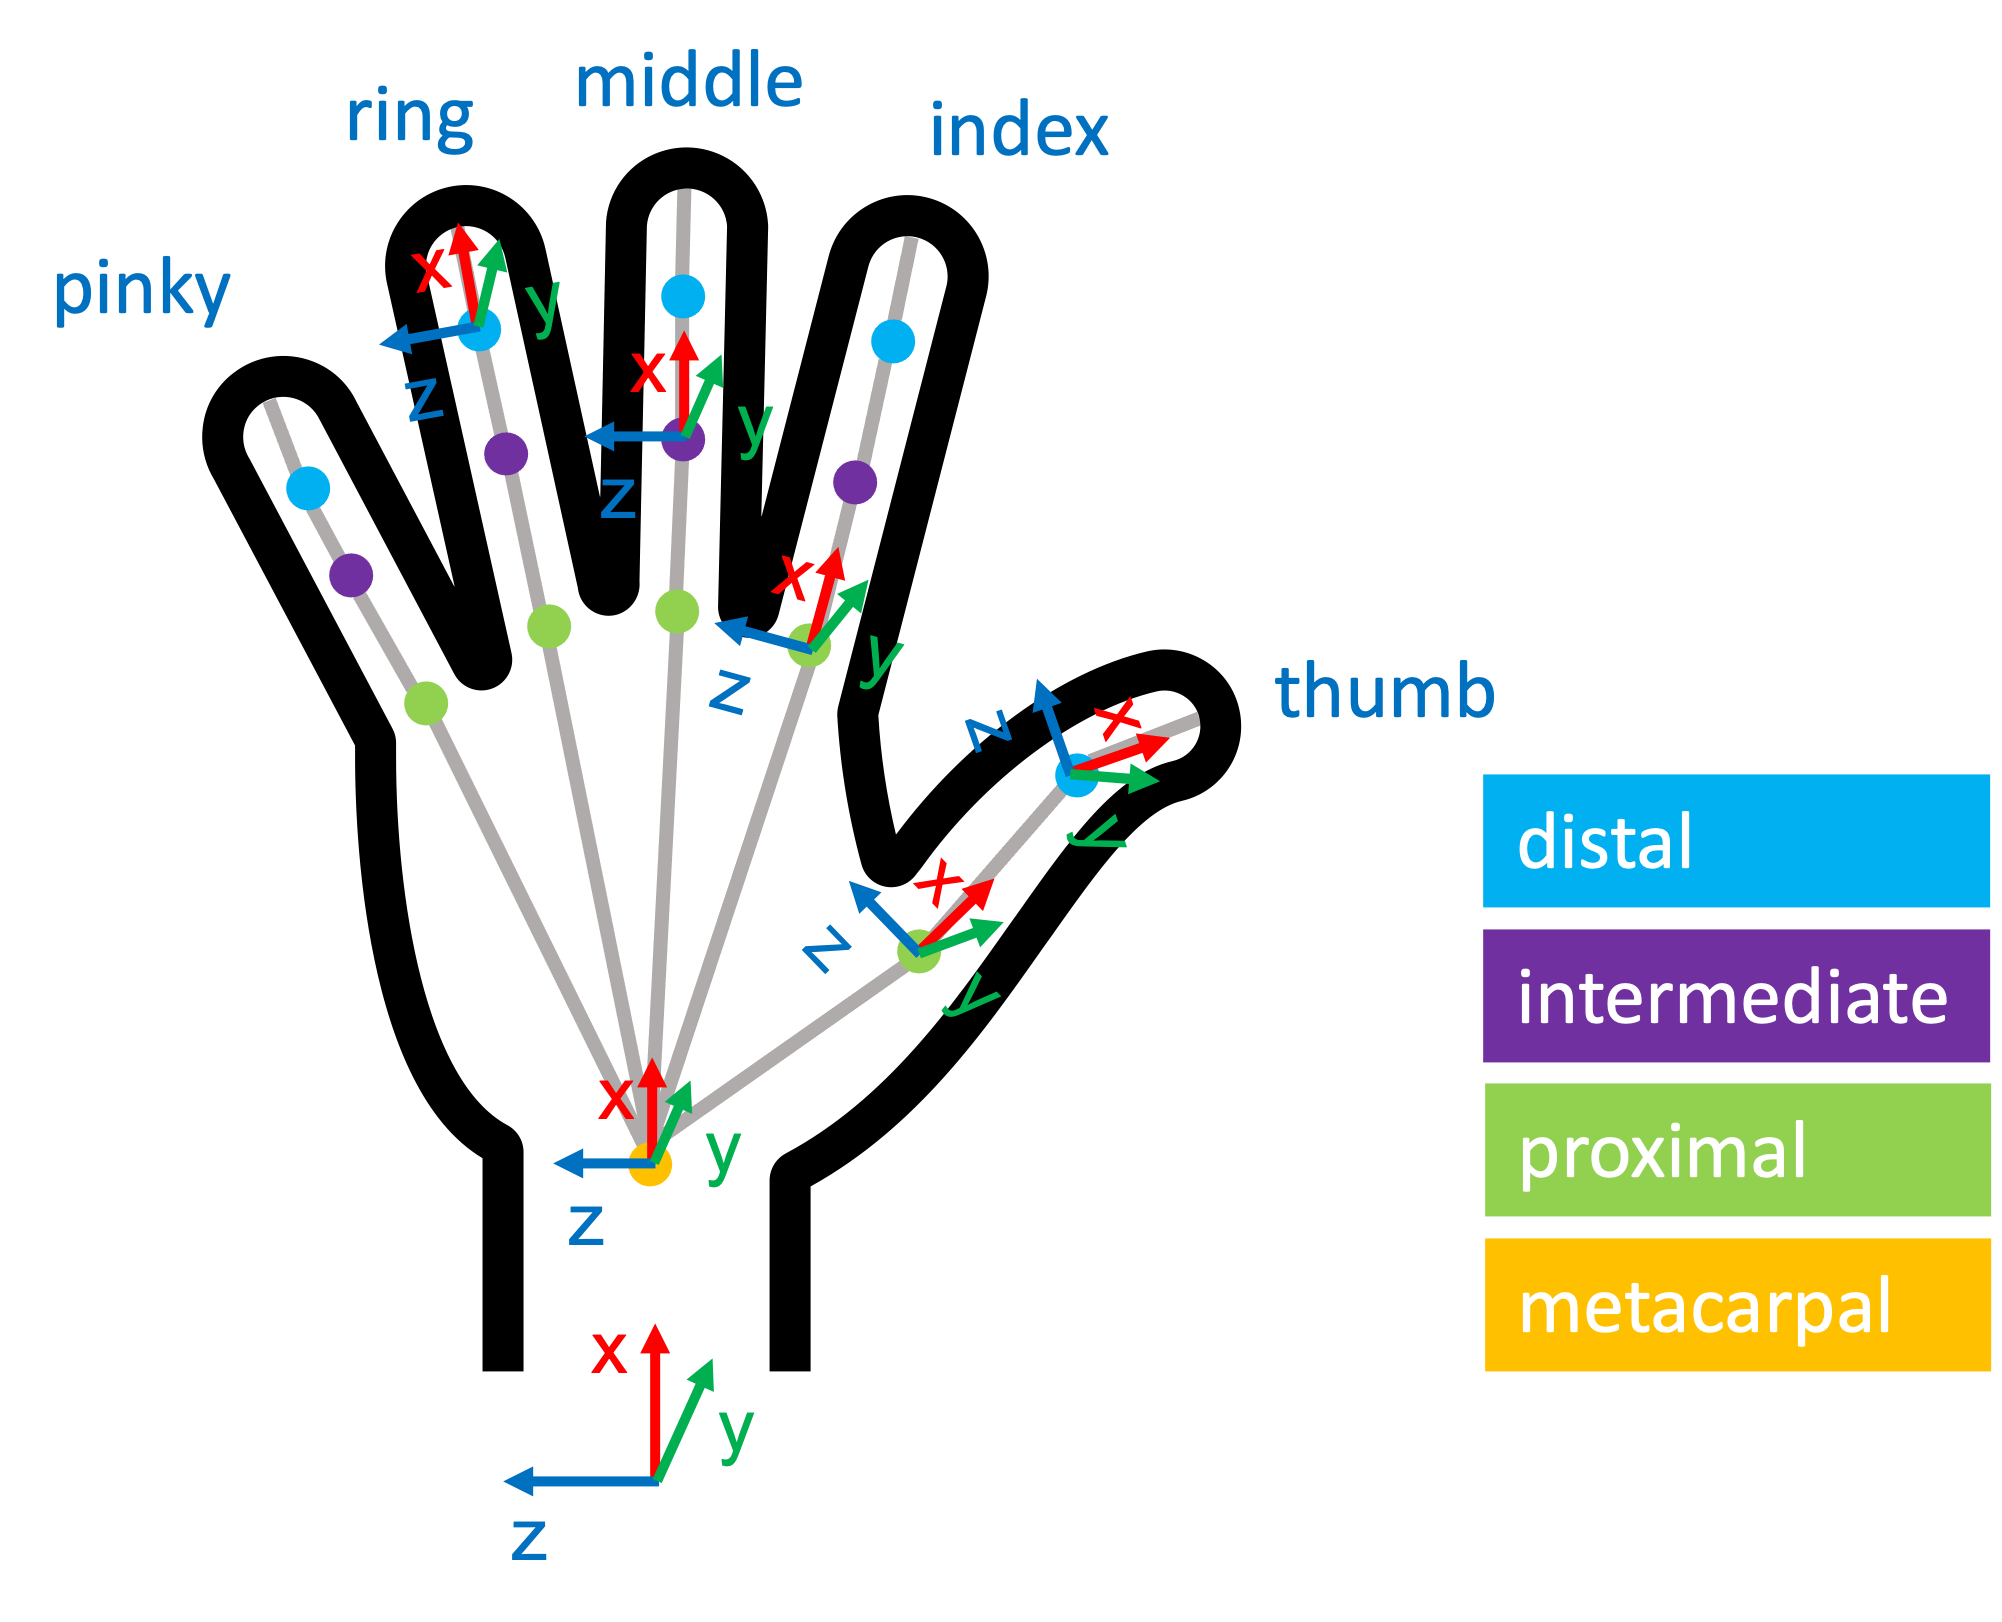 middle
ring
index
pinky
x
y
z
x
y
z
x
y
z
thumb
x
y
z
x
y
z
x
y
z
x
y
z
distal
intermediate
proximal
metacarpal